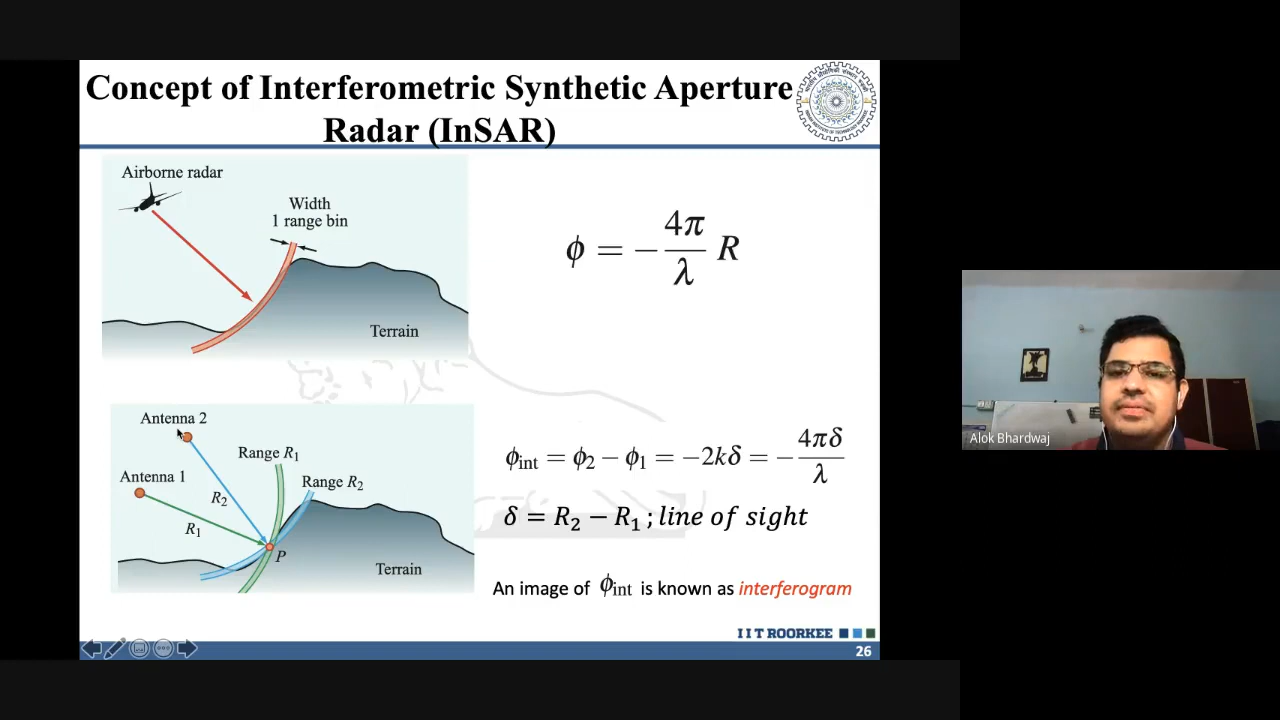 Concept of Interferometric Synthetic Aperture
Radar (InSAR)
Airborne radar
Width
1 range bin
Terrain
ϕ = − 4π/λ R
Antenna 2
Range R₁
Antenna 1
Range R₂
R₂
R₁
P
Terrain
ϕint = ϕ₂ − ϕ₁ = −2kδ = − 4πδ/λ
δ = R₂ − R₁ ; line of sight
An image of ϕint is known as interferogram
IIT ROORKEE
26
Alok Bhardwaj